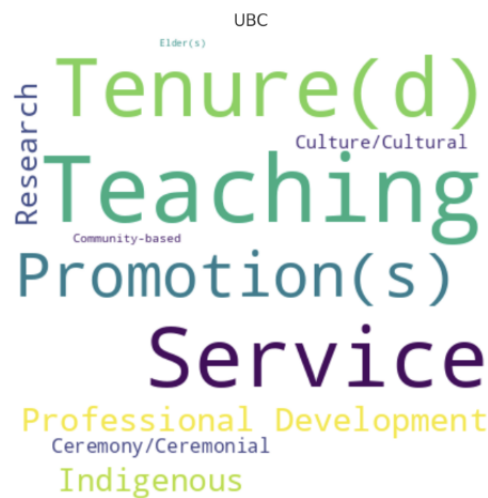 UBC
Elder(s)
Tenure(d)
Research
Culture/Cultural
Teaching
Community-based
Promotion(s)
Service
Professional Development
Ceremony/Ceremonial
Indigenous